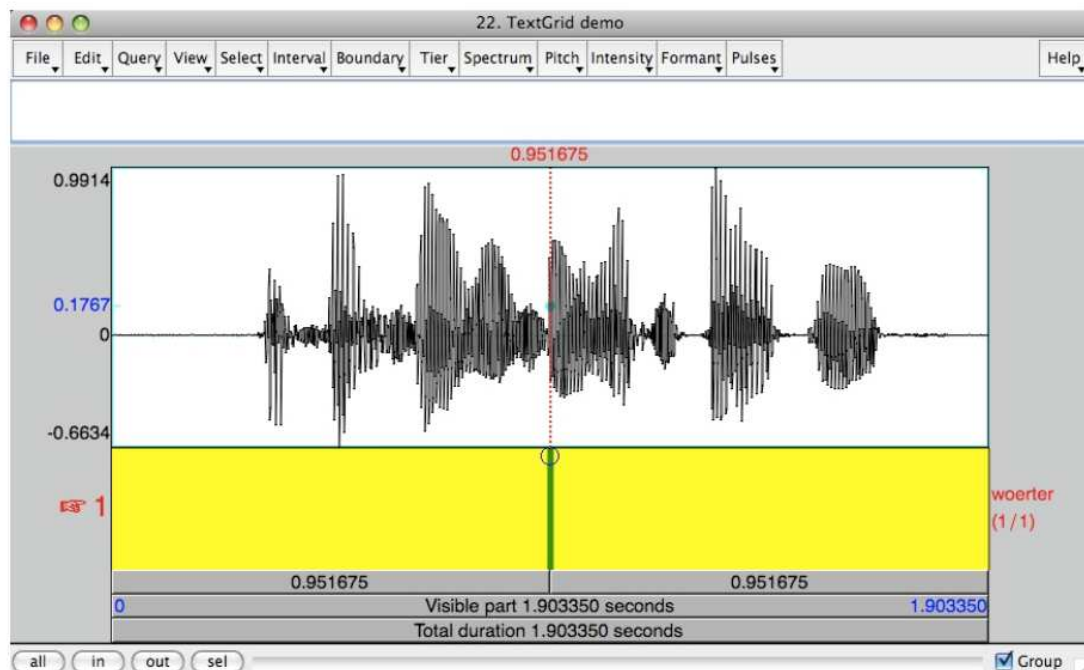 22. TextGrid demo
File Edit Query View Select Interval Boundary Tier Spectrum Pitch Intensity Formant Pulses Help
0.951675
0.9914
0.1767
0
-0.6634
☞ 1
woerter
(1/1)
0.951675 0.951675
0 Visible part 1.903350 seconds 1.903350
Total duration 1.903350 seconds
all in out sel Group